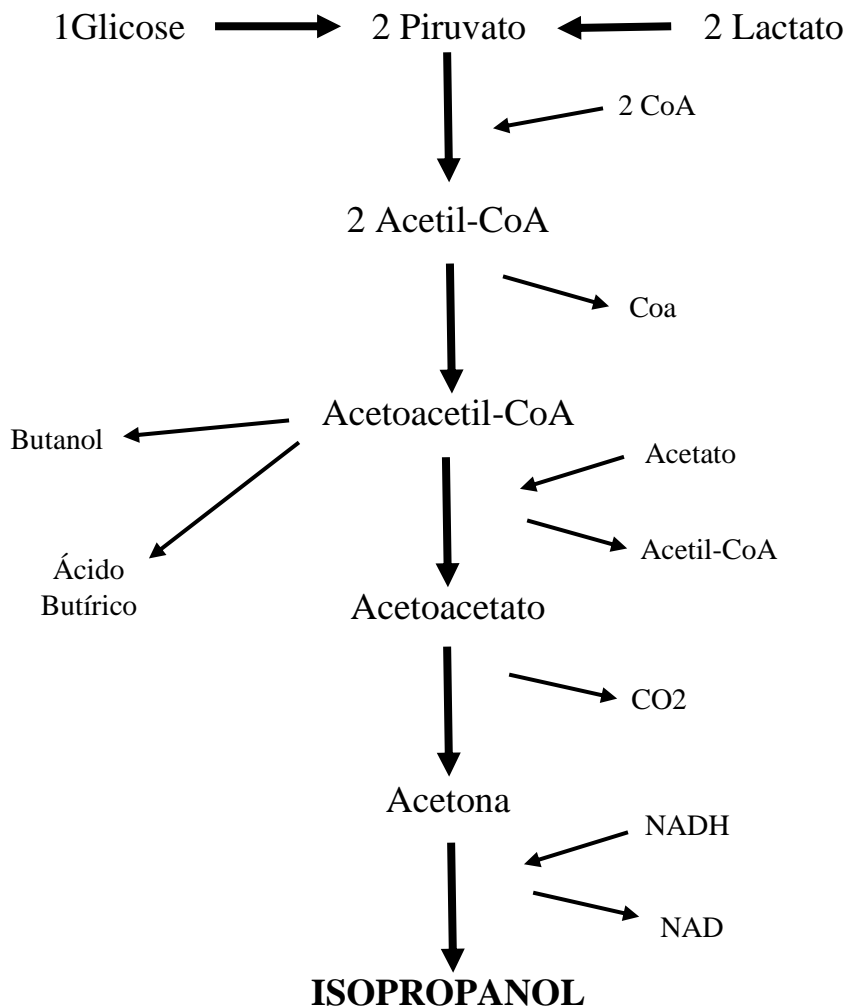 1Glicose
2 Piruvato
2 Lactato
2 CoA
2 Acetil-CoA
Coa
Acetoacetil-CoA
Butanol
Acetato
Acetil-CoA
Ácido
Butírico
Acetoacetato
CO2
Acetona
NADH
NAD
ISOPROPANOL